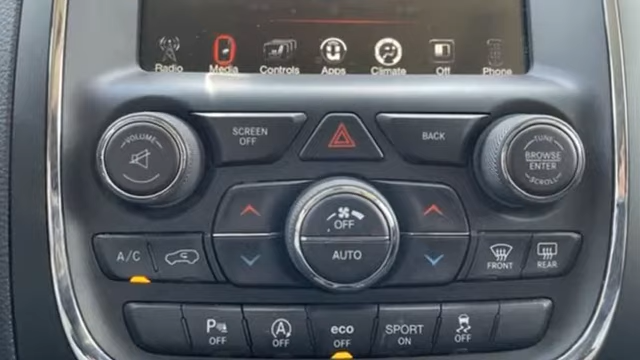 Radio Media Controls Apps Climate Off Phone
VOLUME
SCREEN OFF
BACK
TUNE
BROWSE
ENTER
SCROLL
OFF
AUTO
A/C
FRONT
REAR
P OFF
A OFF
eco OFF
SPORT ON
OFF